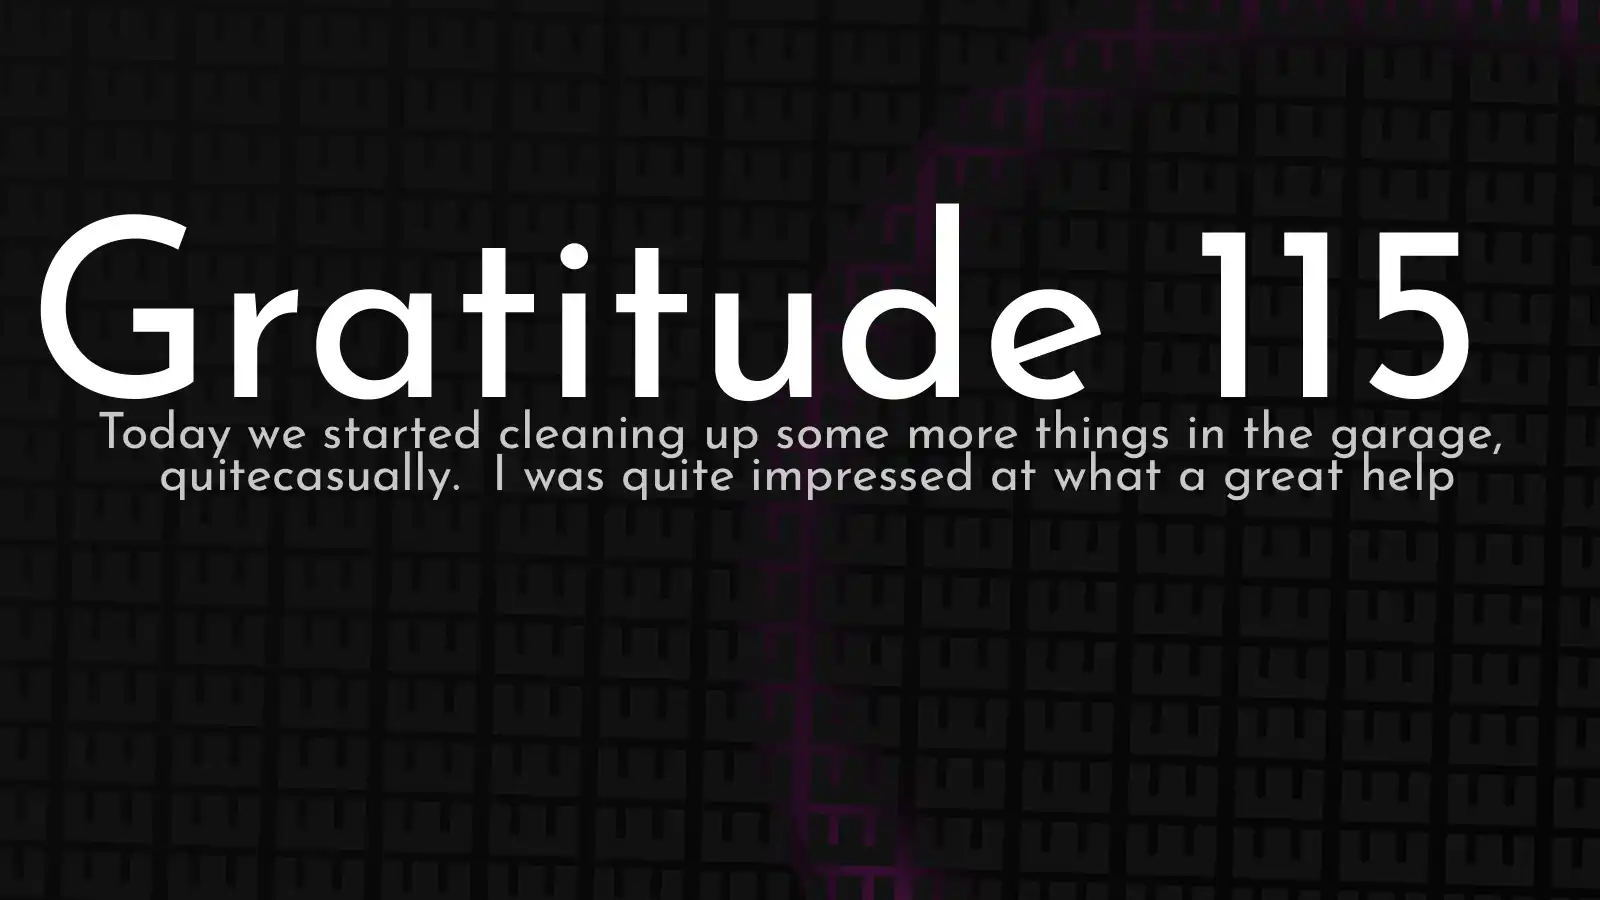 Gratitude 115
Today we started cleaning up some more things in the garage,
quitecasually.  I was quite impressed at what a great help